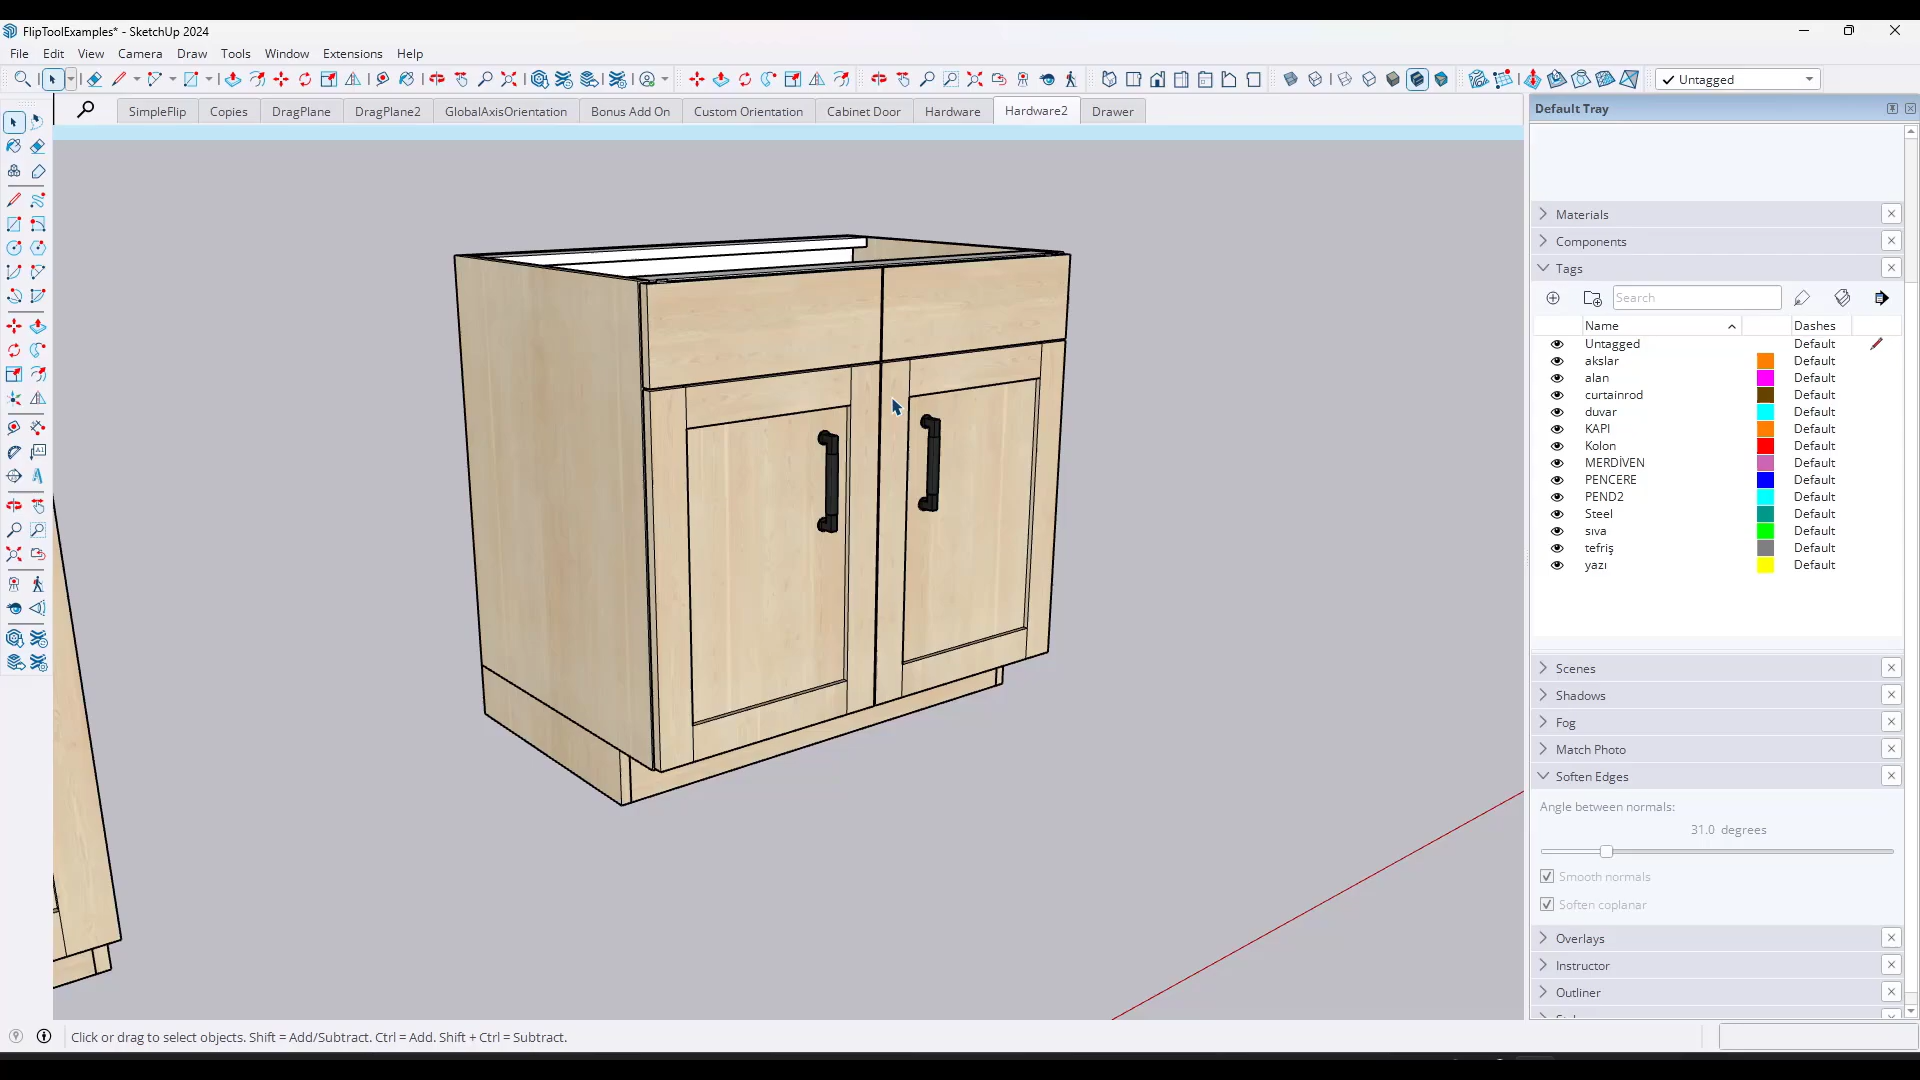 FlipToolExamples* - SketchUp 2024
File Edit View Camera Draw Tools Window Extensions Help
Untagged
SimpleFlip Copies DragPlane DragPlane2 GlobalAxisOrientation Bonus Add On Custom Orientation Cabinet Door Hardware Hardware2 Drawer
Default Tray
Materials
Components
Tags
Search
Name Dashes
Untagged Default
akslar Default
alan Default
curtainrod Default
duvar Default
KAPI Default
Kolon Default
MERDİVEN Default
PENCERE Default
PEND2 Default
Steel Default
sıva Default
tefriş Default
yazı Default
Scenes
Shadows
Fog
Match Photo
Soften Edges
Angle between normals:
31.0 degrees
Smooth normals
Soften coplanar
Overlays
Instructor
Outliner
Click or drag to select objects. Shift = Add/Subtract. Ctrl = Add. Shift + Ctrl = Subtract.